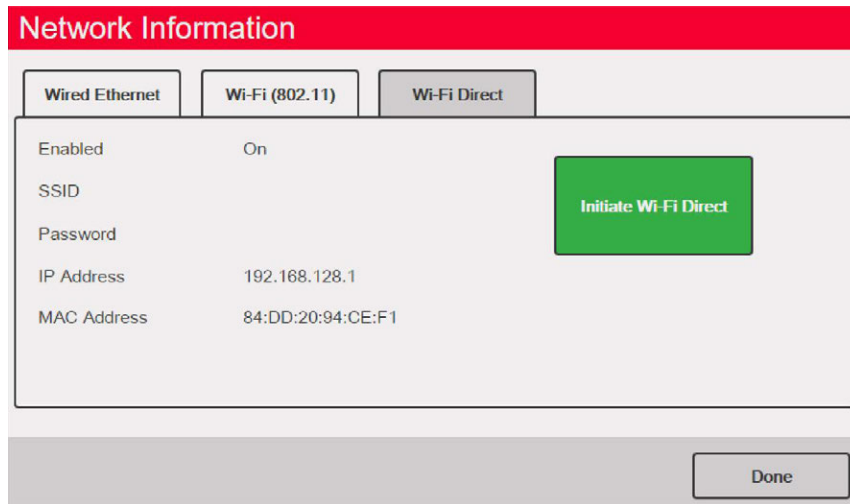 Network Information
Wired Ethernet
Wi-Fi (802.11)
Wi-Fi Direct
Enabled On
SSID
Password
Initiate Wi-Fi Direct
IP Address 192.168.128.1
MAC Address 84:DD:20:94:CE:F1
Done